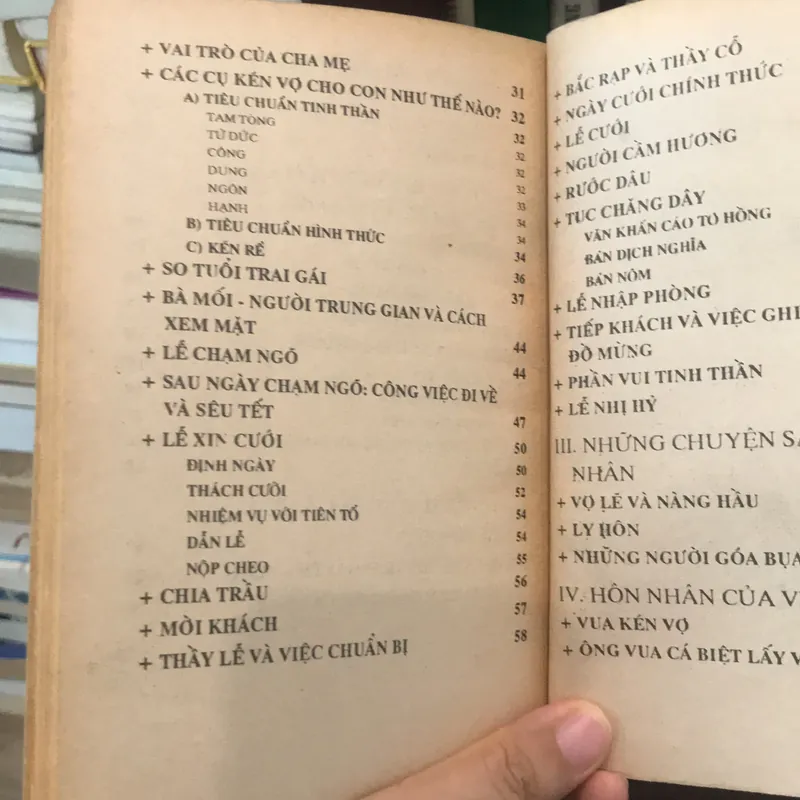 + VAI TRÒ CỦA CHA MẸ 31
+ CÁC CỤ KÉN VỢ CHO CON NHƯ THẾ NÀO? 32
A) TIÊU CHUẨN TINH THẦN 32
TAM TÒNG 32
TỨ ĐỨC 32
CÔNG 32
DUNG 32
NGÔN 33
HẠNH 34
B) TIÊU CHUẨN HÌNH THỨC 34
C) KÉN RỂ 34
+ SO TUỔI TRAI GÁI 36
+ BÀ MỐI - NGƯỜI TRUNG GIAN VÀ CÁCH 37
XEM MẶT
+ LỄ CHẠM NGÕ 44
+ SAU NGÀY CHẠM NGÕ: CÔNG VIỆC ĐI VỀ 44
VÀ SÊU TẾT 47
+ LỄ XIN CƯỚI 50
ĐỊNH NGÀY 50
THÁCH CƯỚI 52
NHIỆM VỤ VỚI TIÊN TỔ 54
DẪN LỄ 54
NỘP CHEO 55
+ CHIA TRẦU 56
+ MỜI KHÁCH 57
+ THẦY LỄ VÀ VIỆC CHUẨN BỊ 58
+ BẮC RẠP VÀ THẦY CỖ
+ NGÀY CƯỚI CHÍNH THỨC
+ LỄ CƯỚI
+ NGƯỜI CẦM HƯƠNG
+ RƯỚC DÂU
+ TỤC CHĂNG DÂY
VĂN KHẤN CÁO TƠ HỒNG
BẢN DỊCH NGHĨA
BẢN NÔM
+ LỄ NHẬP PHÒNG
+ TIẾP KHÁCH VÀ VIỆC GHI
ĐỒ MỪNG
+ PHẦN VUI TINH THẦN
+ LỄ NHỊ HỶ
III. NHỮNG CHUYỆN
NHÂN
+ VỢ LẼ VÀ NÀNG HẦU
+ LY HÔN
+ NHỮNG NGƯỜI GÓA BỤA
IV. HÔN NHÂN CỦA
+ VUA KÉN VỢ
+ ÔNG VUA CÁ BIỆT LẤY